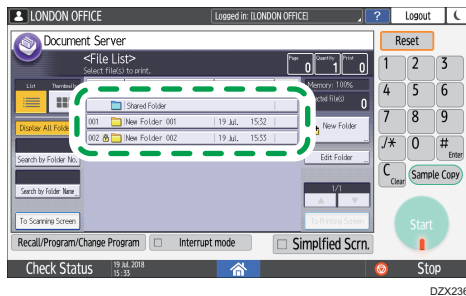 LONDON OFFICE Logged in: [LONDON OFFICE] ? Logout
Document Server
Reset
<File List>
Select file(s) to print.
Page 0 Quantity 1 Print 0
List Thumbnails
Memory: 100%
ected File(s) 0
Shared Folder
001 New Folder 001 19 Jul. 15:32
002 New Folder 002 19 Jul. 15:33
Display All Folde
New Folder
Search by Folder No.
Edit Folder
Search by Folder Name
1/1
To Scanning Screen
To Printing Screen
1 2 3
4 5 6
7 8 9
./* 0 # Enter
C Clear Sample Copy
Start
Recall/Program/Change Program Interrupt mode Simplfied Scrn.
Check Status 19 Jul. 2018 15:33 Stop
DZX236